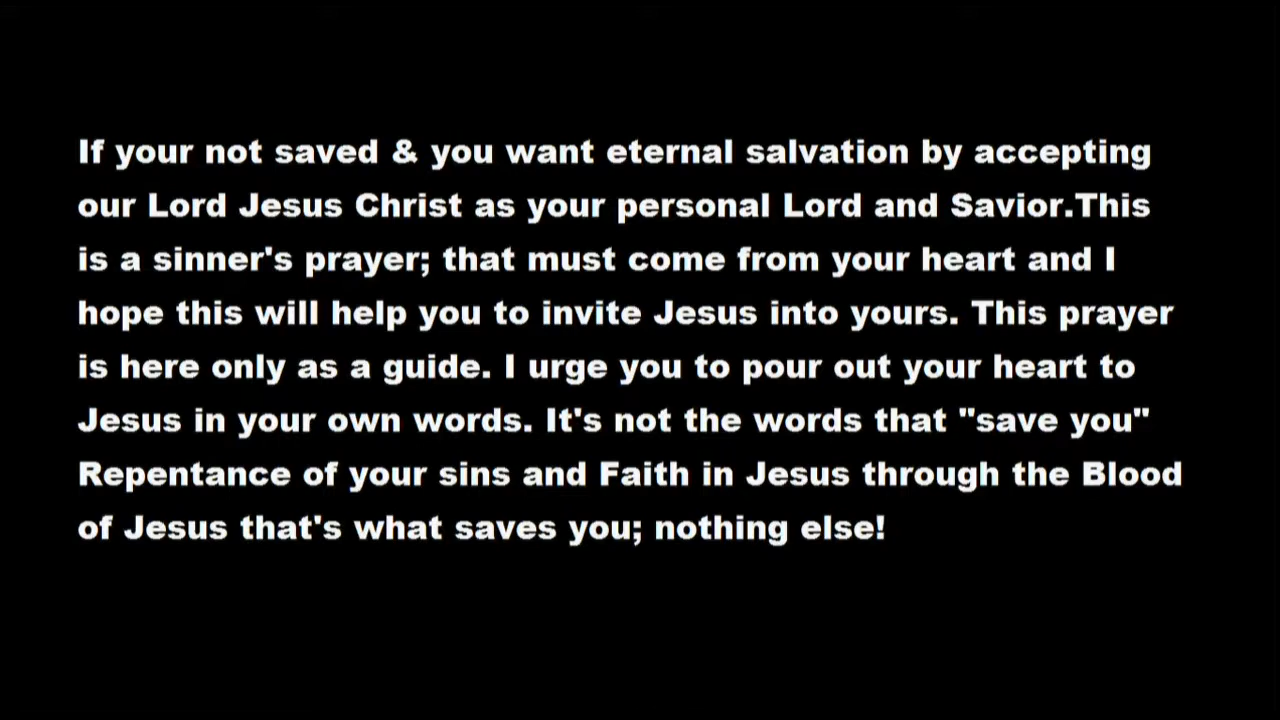 If your not saved & you want eternal salvation by accepting
our Lord Jesus Christ as your personal Lord and Savior.This
is a sinner's prayer; that must come from your heart and I
hope this will help you to invite Jesus into yours. This prayer
is here only as a guide. I urge you to pour out your heart to
Jesus in your own words. It's not the words that "save you"
Repentance of your sins and Faith in Jesus through the Blood
of Jesus that's what saves you; nothing else!